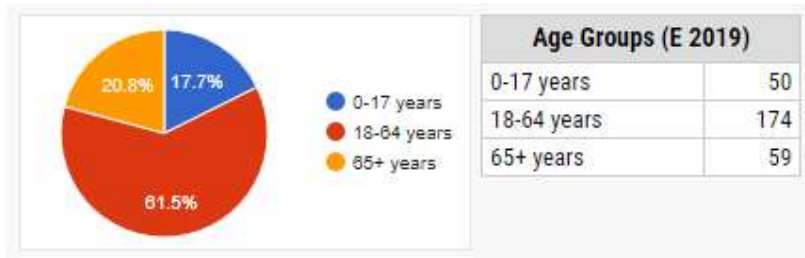 20.8%
17.7%
61.5%
0-17 years
18-64 years
65+ years
Age Groups (E 2019)
0-17 years 50
18-64 years 174
65+ years 59